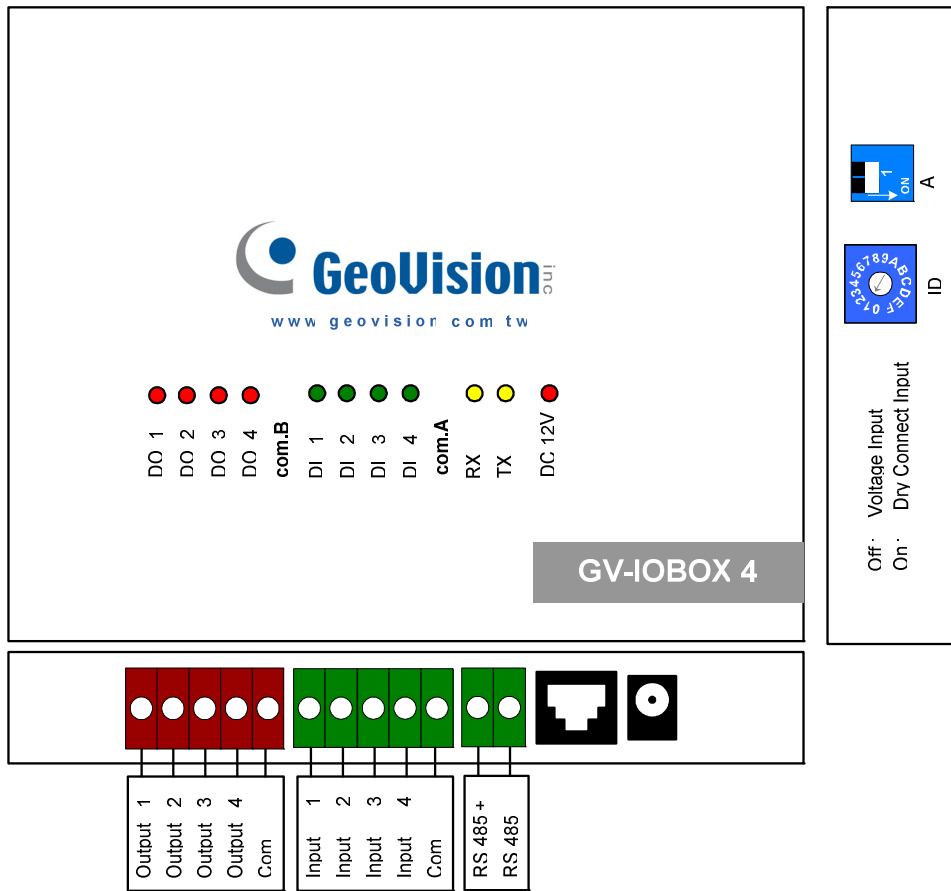 GeoVision inc
www geovision com tw
DO 1
DO 2
DO 3
DO 4
com.B
DI 1
DI 2
DI 3
DI 4
com.A
RX
TX
DC 12V
GV-IOBOX 4
1
ON
A
0123456789ABCDEF
ID
Off · Voltage Input
On · Dry Connect Input
Output 1
Output 2
Output 3
Output 4
Com
Input 1
Input 2
Input 3
Input 4
Com
RS 485 +
RS 485